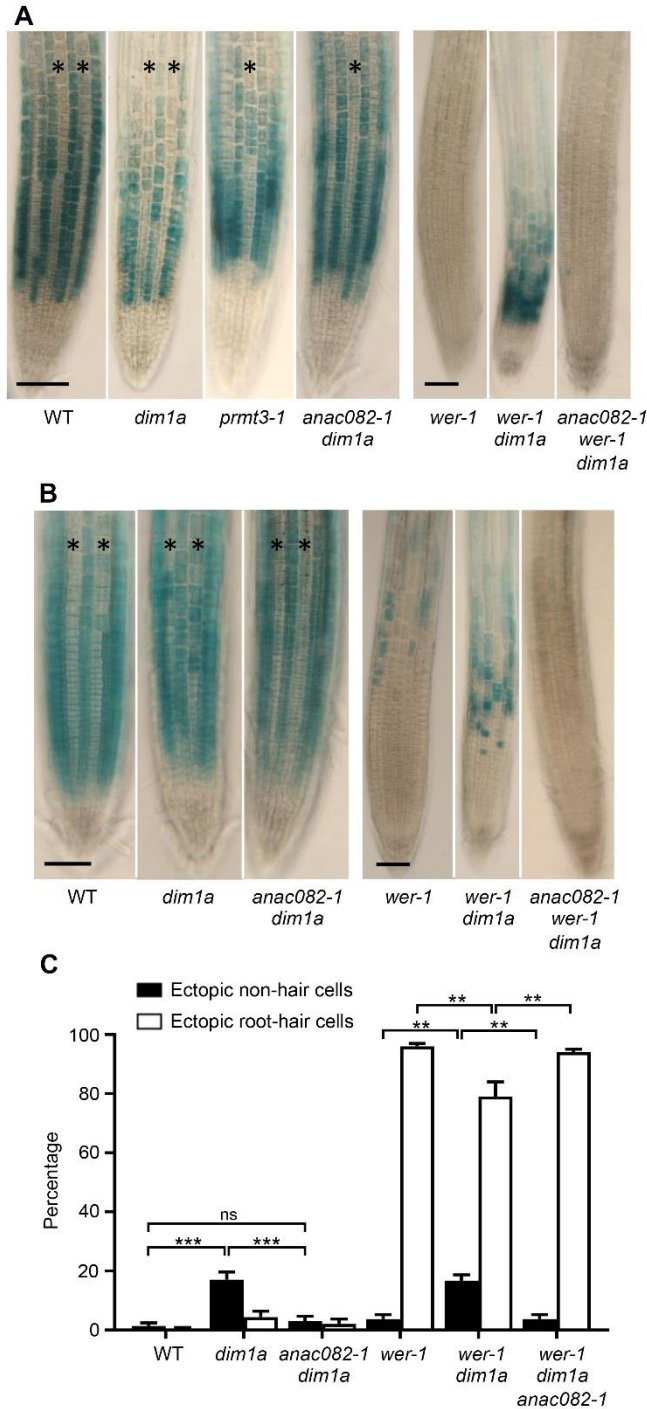 A
* * * * * *
WT dim1a prmt3-1 anac082-1 dim1a wer-1 wer-1 dim1a anac082-1 wer-1 dim1a
B
* * * * * *
WT dim1a anac082-1 dim1a wer-1 wer-1 dim1a anac082-1 wer-1 dim1a
C
Ectopic non-hair cells
Ectopic root-hair cells
** **
** **
100
80
60
40
20
0
Percentage
ns
*** ***
WT dim1a anac082-1 dim1a wer-1 wer-1 dim1a wer-1 dim1a anac082-1